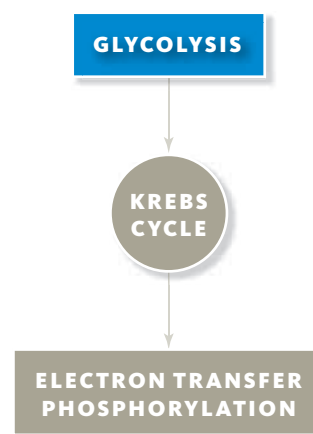 GLYCOLYSIS
KREBS
CYCLE
ELECTRON TRANSFER
PHOSPHORYLATION